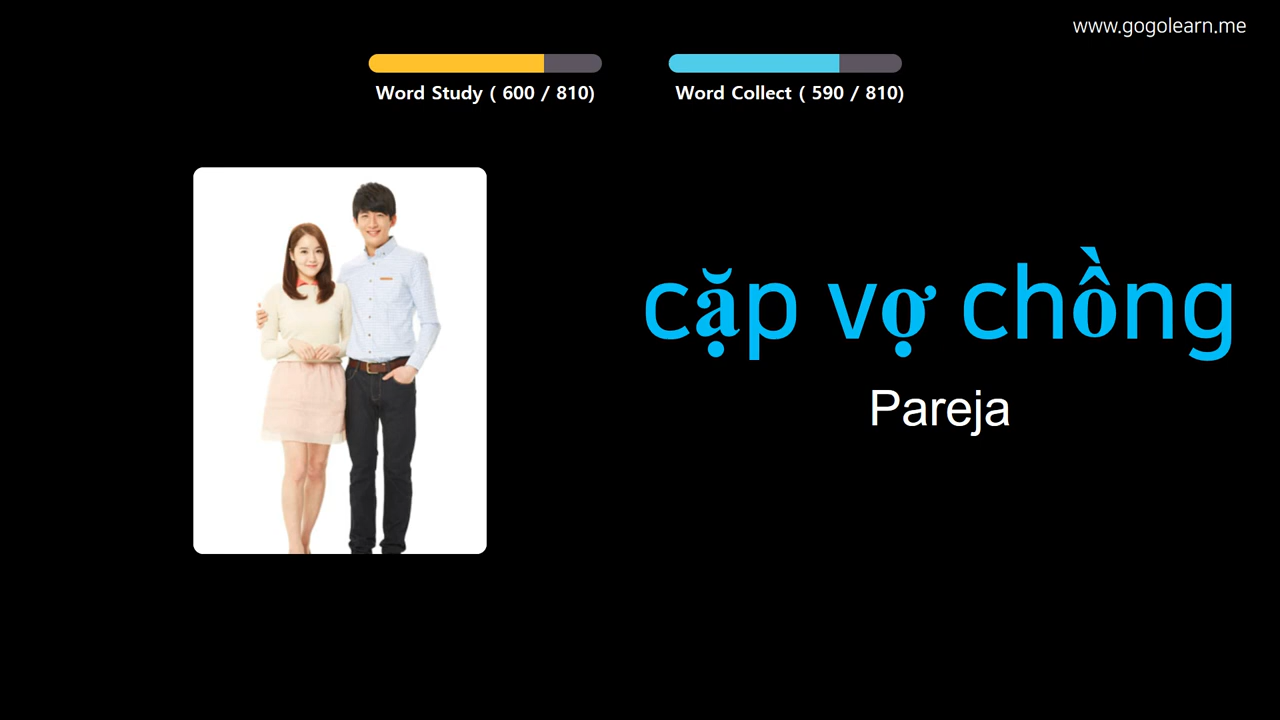 www.gogolearn.me
Word Study ( 600 / 810)
Word Collect ( 590 / 810)
cặp vợ chồng
Pareja